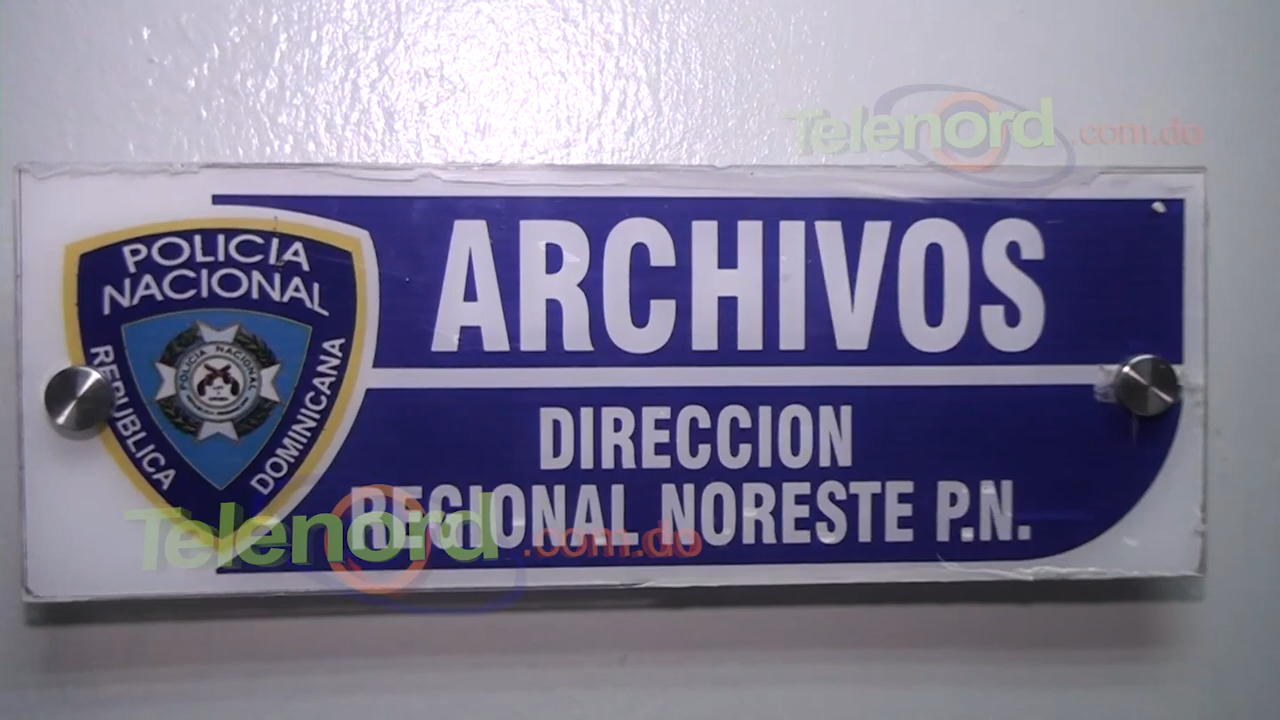 Telenord.com.do
ARCHIVOS
POLICIA
NACIONAL
REPUBLICA
DOMINICANA
POLICIA NACIONAL
DIRECCION
REGIONAL NORESTE P.N.
Telenord.com.do